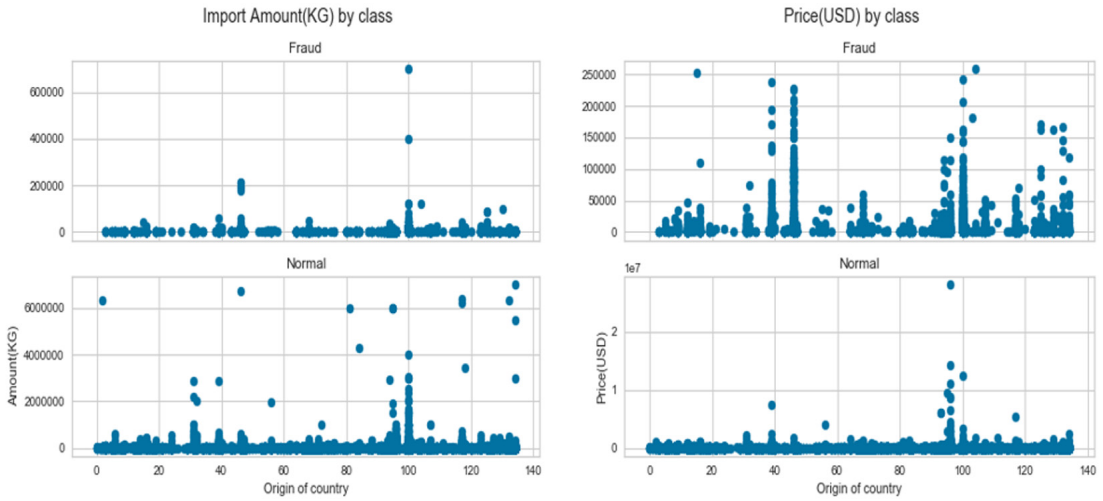 Import Amount(KG) by class
Fraud
600000
400000
200000
0
Normal
Amount(KG)
6000000
4000000
2000000
0
0 20 40 60 80 100 120 140
Origin of country
Price(USD) by class
Fraud
250000
200000
150000
100000
50000
0
1e7
Normal
Price(USD)
2
1
0
0 20 40 60 80 100 120 140
Origin of country